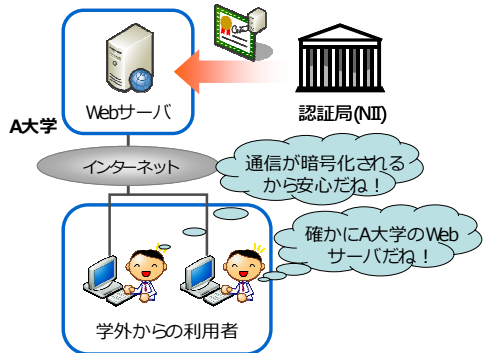 Webサーバ
認証局(NII)
A大学
インターネット
通信が暗号化される
から安心だね！
確かにA大学のWeb
サーバだね！
学外からの利用者